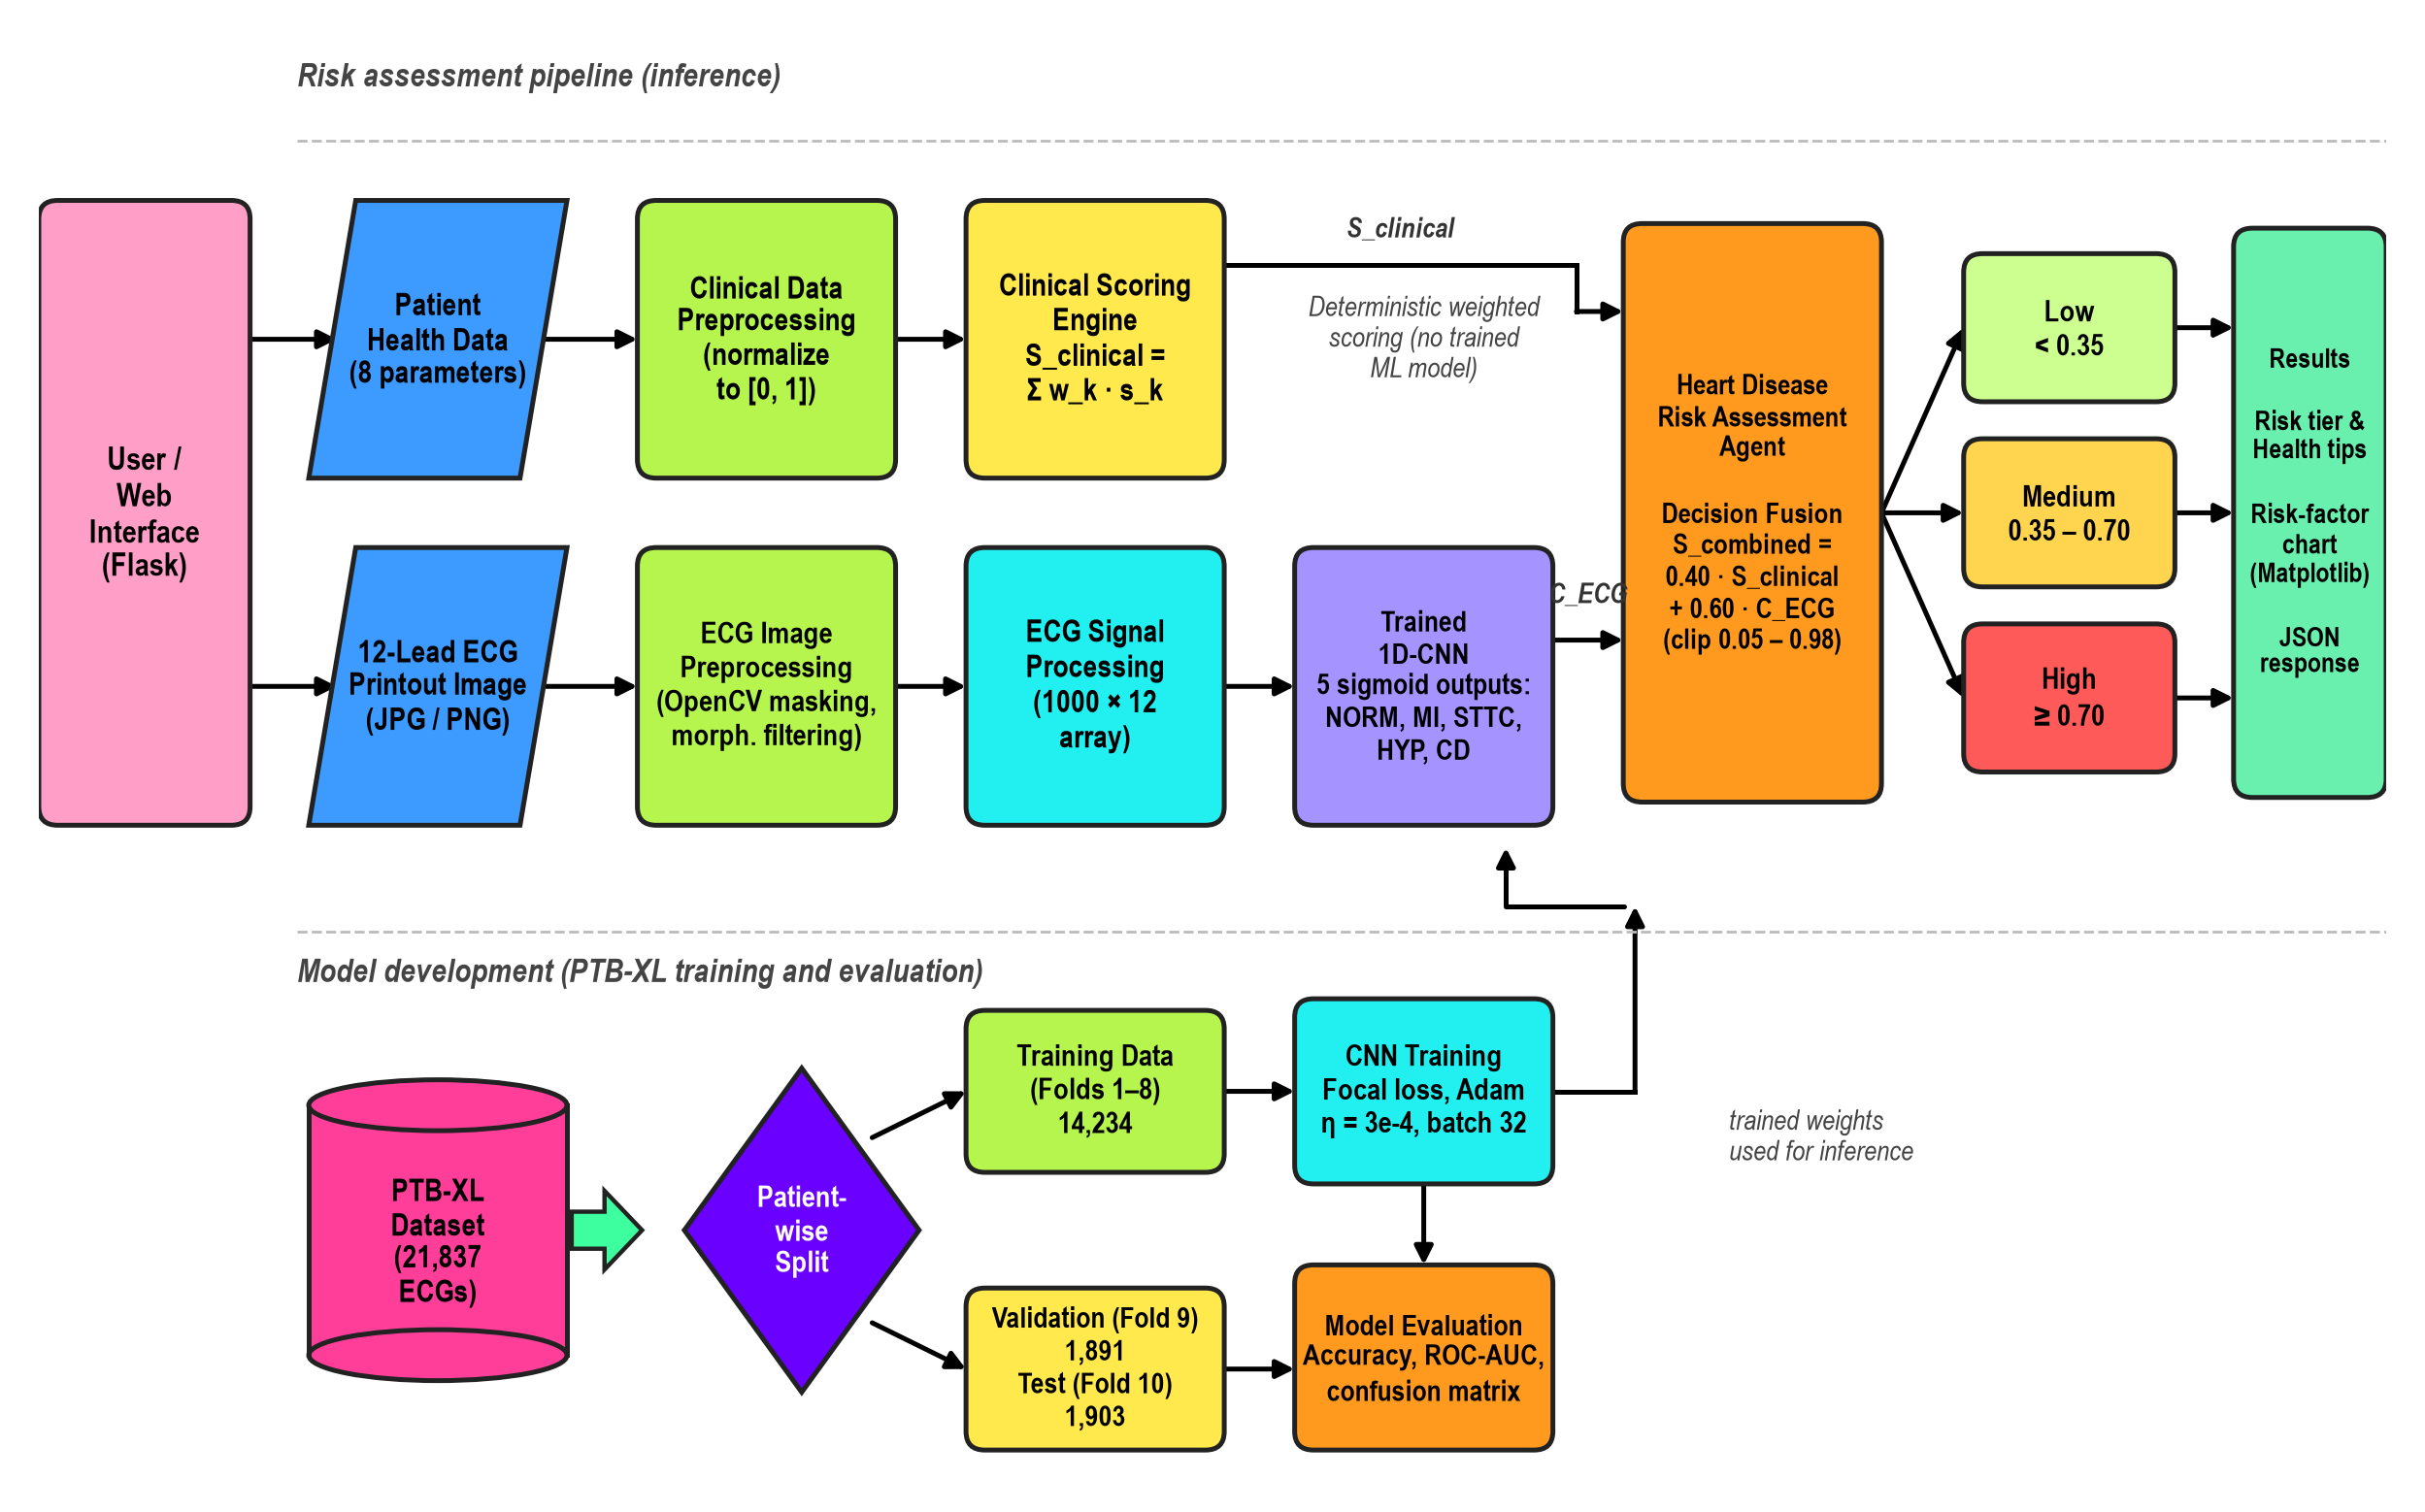 Risk assessment pipeline (inference)
User /
Web
Interface
(Flask)
Patient
Health Data
(8 parameters)
Clinical Data
Preprocessing
(normalize
to [0, 1])
Clinical Scoring
Engine
S_clinical =
Σ w_k · s_k
S_clinical
Deterministic weighted
scoring (no trained
ML model)
12-Lead ECG
Printout Image
(JPG / PNG)
ECG Image
Preprocessing
(OpenCV masking,
morph. filtering)
ECG Signal
Processing
(1000 × 12
array)
Trained
1D-CNN
5 sigmoid outputs:
NORM, MI, STTC,
HYP, CD
C_ECG
Heart Disease
Risk Assessment
Agent
Decision Fusion
S_combined =
0.40 · S_clinical
+ 0.60 · C_ECG
(clip 0.05 – 0.98)
Low
< 0.35
Medium
0.35 – 0.70
High
≥ 0.70
Results
Risk tier &
Health tips
Risk-factor
chart
(Matplotlib)
JSON
response
Model development (PTB-XL training and evaluation)
PTB-XL
Dataset
(21,837
ECGs)
Patient-
wise
Split
Training Data
(Folds 1–8)
14,234
CNN Training
Focal loss, Adam
η = 3e-4, batch 32
trained weights
used for inference
Validation (Fold 9)
1,891
Test (Fold 10)
1,903
Model Evaluation
Accuracy, ROC-AUC,
confusion matrix